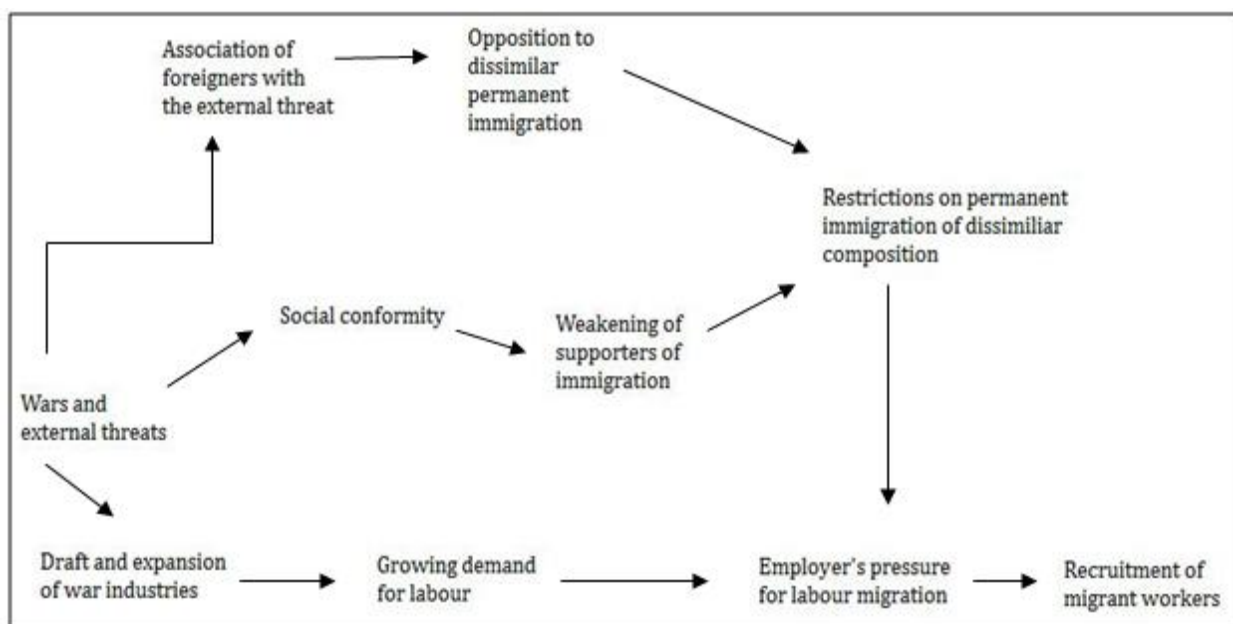 Association of
foreigners with
the external threat
Opposition to
dissimilar
permanent
immigration
Restrictions on permanent
immigration of dissimiliar
composition
Social conformity
Weakening of
supporters of
immigration
Wars and
external threats
Draft and expansion
of war industries
Growing demand
for labour
Employer's pressure
for labour migration
Recruitment of
migrant workers